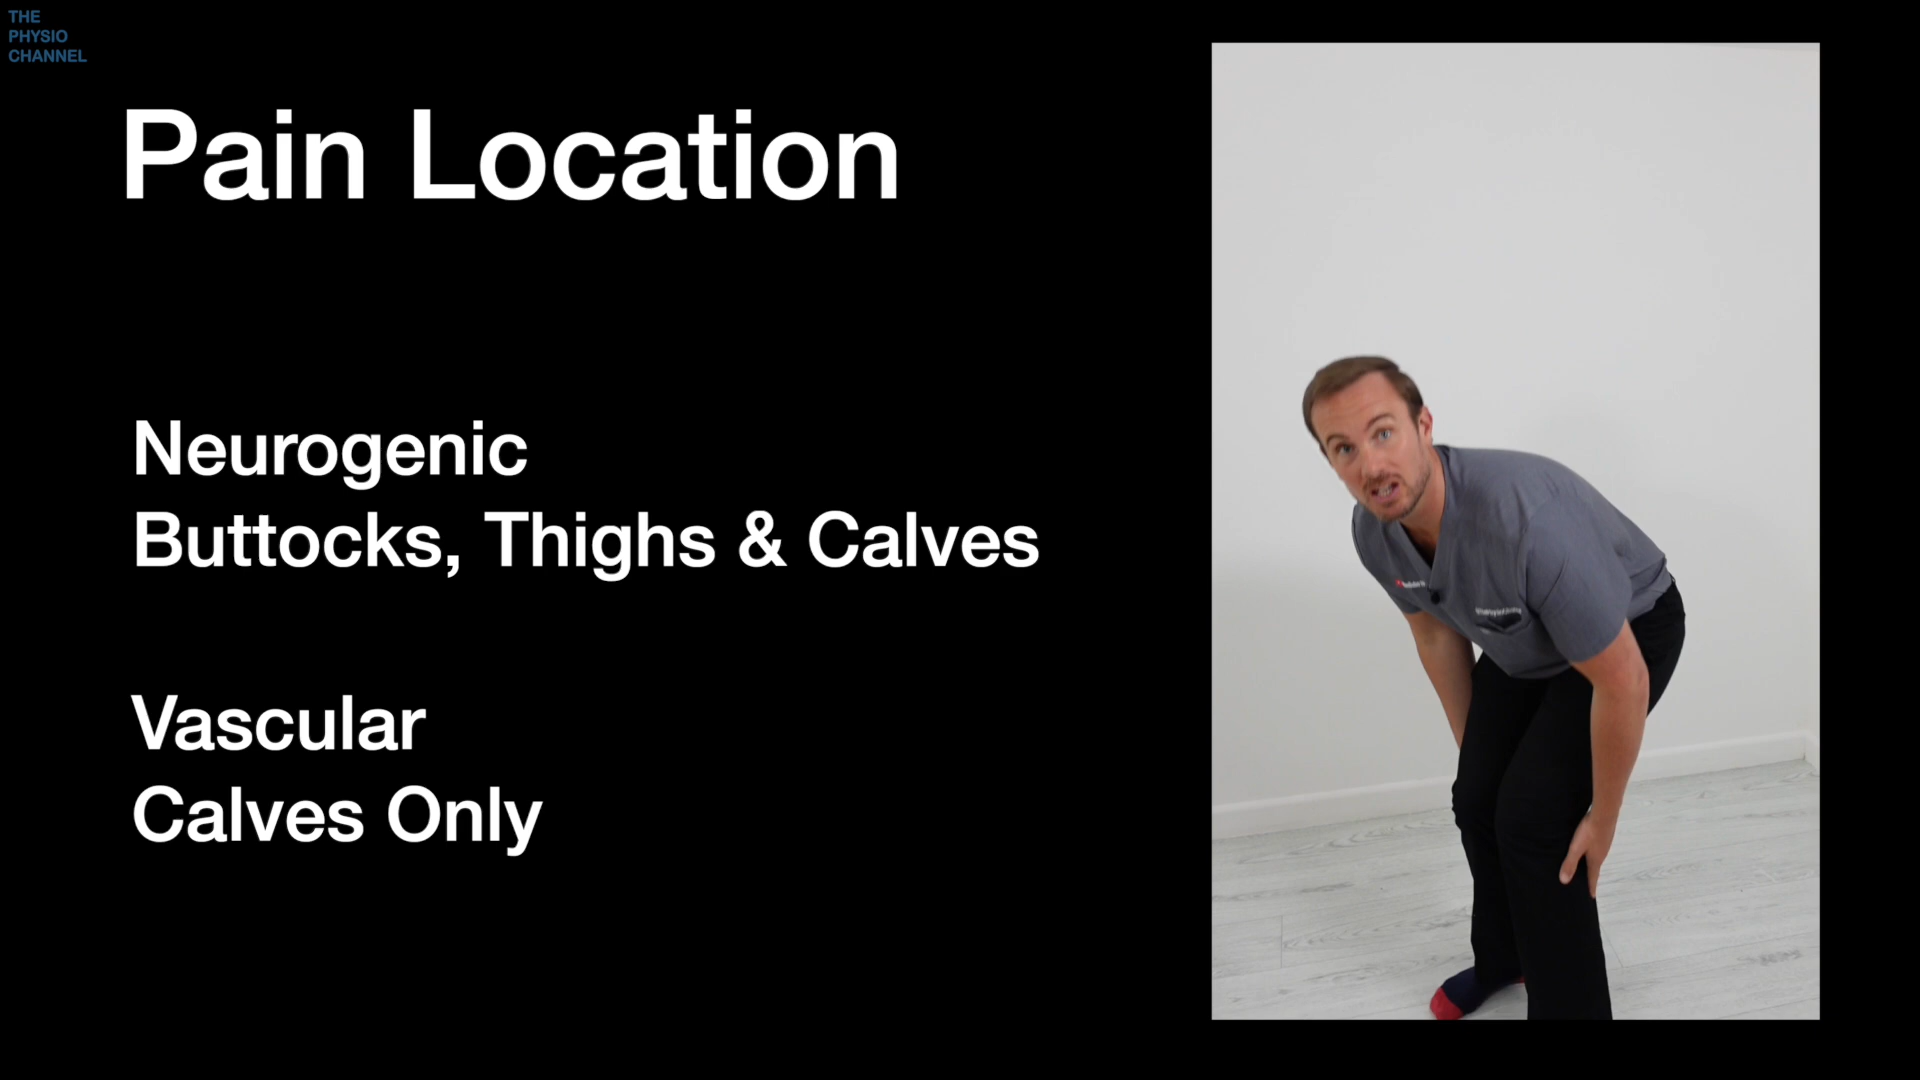 THE
PHYSIO
CHANNEL
Pain Location
Neurogenic
Buttocks, Thighs & Calves
Vascular
Calves Only